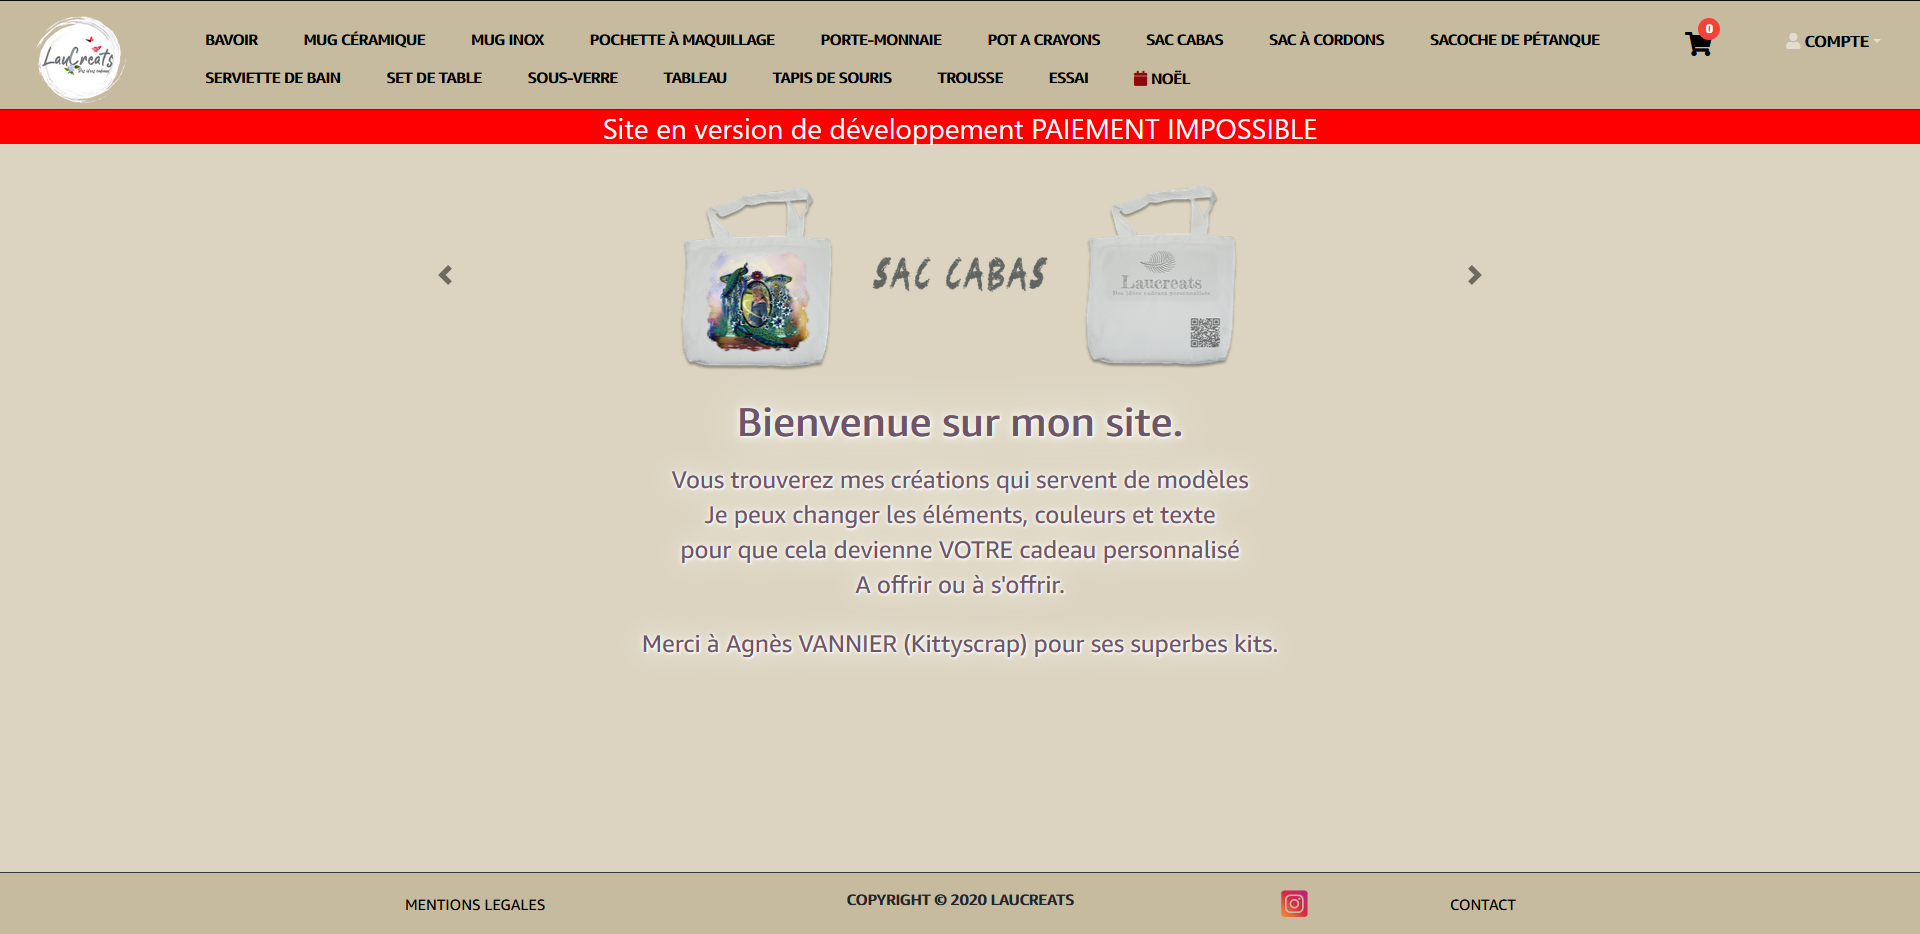 LauCreats
BAVOIR MUG CÉRAMIQUE MUG INOX POCHETTE À MAQUILLAGE PORTE-MONNAIE POT A CRAYONS SAC CABAS SAC À CORDONS SACOCHE DE PÉTANQUE
0
COMPTE
SERVIETTE DE BAIN SET DE TABLE SOUS-VERRE TABLEAU TAPIS DE SOURIS TROUSSE ESSAI NOËL
Site en version de développement PAIEMENT IMPOSSIBLE
SAC CABAS
Laucreats
Des idées cadeaux personnalisés
Bienvenue sur mon site.
Vous trouverez mes créations qui servent de modèles
Je peux changer les éléments, couleurs et texte
pour que cela devienne VOTRE cadeau personnalisé
A offrir ou à s'offrir.
Merci à Agnès VANNIER (Kittyscrap) pour ses superbes kits.
MENTIONS LEGALES
COPYRIGHT © 2020 LAUCREATS
CONTACT